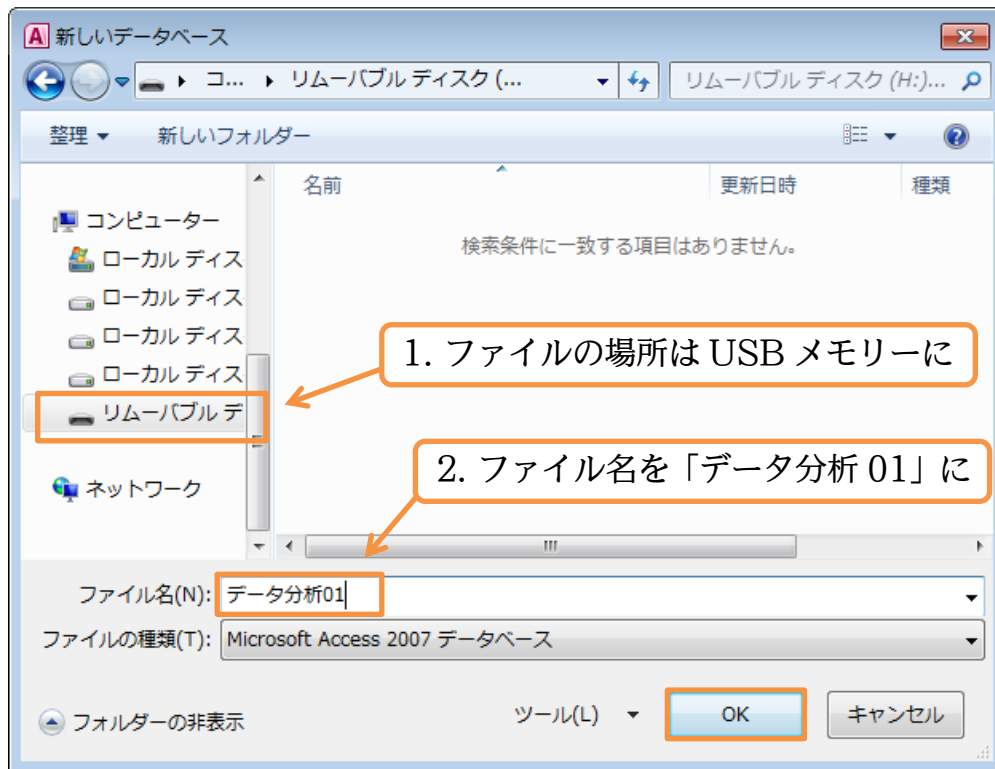 新しいデータベース
コ... リムーバブル ディスク (... リムーバブル ディスク (H:)...
整理 新しいフォルダー
名前 更新日時 種類
検索条件に一致する項目はありません。
コンピューター
ローカル ディス
ローカル ディス
ローカル ディス
ローカル ディス
リムーバブル デ
ネットワーク
1. ファイルの場所は USB メモリーに
2. ファイル名を「データ分析 01」に
ファイル名(N): データ分析01
ファイルの種類(T): Microsoft Access 2007 データベース
フォルダーの非表示 ツール(L) OK キャンセル